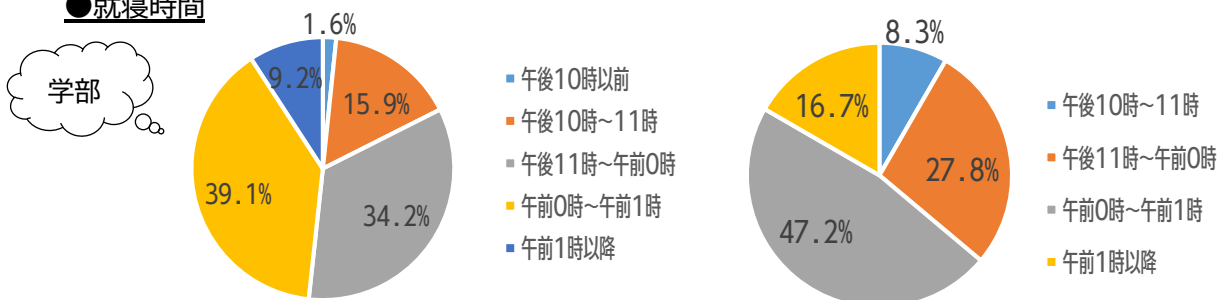 ●就寝時間
学部
1.6%
15.9%
34.2%
39.1%
9.2%
午後10時以前
午後10時～11時
午後11時～午前0時
午前0時～午前1時
午前1時以降
8.3%
27.8%
47.2%
16.7%
午後10時～11時
午後11時～午前0時
午前0時～午前1時
午前1時以降